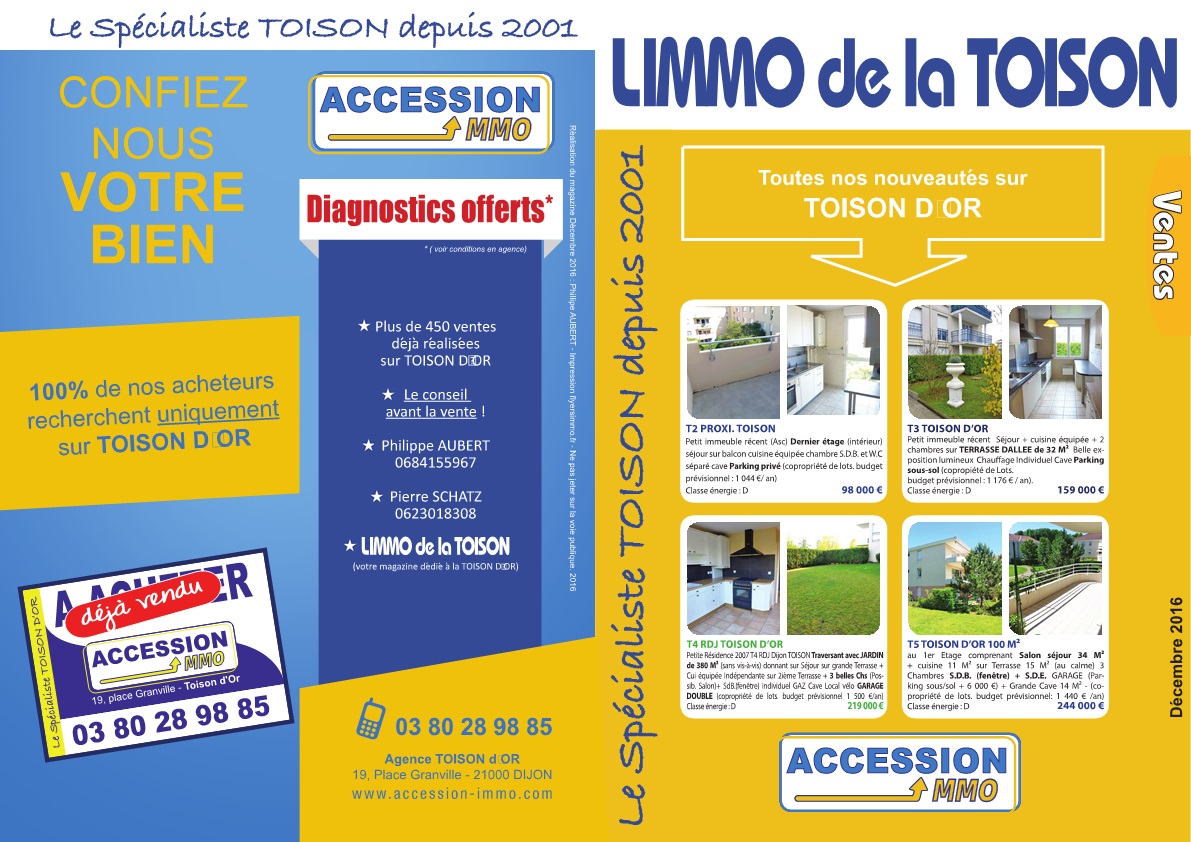 Le Spécialiste TOISON depuis 2001
CONFIEZ
NOUS
VOTRE
BIEN
ACCESSION
MMO
Diagnostics offerts*
* ( voir conditions en agence)
Plus de 450 ventes
déjà réalisées
sur TOISON D□OR
Le conseil
avant la vente !
Philippe AUBERT
0684155967
Pierre SCHATZ
0623018308
LIMMO de la TOISON
(votre magazine dédié à la TOISON D□OR)
Réalisation du magazine Décembre 2016 : Phillipe AUBERT - Impression flyersimmo.fr - Ne pas jeter sur la voie publique. 2016
100% de nos acheteurs
recherchent uniquement
sur TOISON D□OR
Le Spécialiste TOISON D'OR
A ACHETER
déjà vendu
ACCESSION
MMO
19, place Granville - Toison d'Or
03 80 28 98 85
03 80 28 98 85
Agence TOISON d□OR
19, Place Granville - 21000 DIJON
www.accession-immo.com
LIMMO de la TOISON
Le Spécialiste TOISON depuis 2001
Toutes nos nouveautés sur
TOISON D□OR
Ventes
T2 PROXI. TOISON
Petit immeuble récent (Asc) Dernier étage (intérieur)
séjour sur balcon cuisine équipée chambre S.D.B. et W.C
séparé cave Parking privé (copropriété de lots. budget
prévisionnel : 1 044 €/ an)
Classe énergie : D 98 000 €
T3 TOISON D'OR
Petit immeuble récent Séjour + cuisine équipée + 2
chambres sur TERRASSE DALLEE de 32 M² Belle ex-
position lumineux Chauffage Individuel Cave Parking
sous-sol (copropriété de Lots.
budget prévisionnel : 1 176 € / an).
Classe énergie : D 159 000 €
T4 RDJ TOISON D'OR
Petite Résidence 2007 T4 RDJ Dijon TOISON Traversant avec JARDIN
de 380 M² (sans vis-à-vis) donnant sur Séjour sur grande Terrasse +
Cui équipée Indépendante sur 2ième Terrasse + 3 belles Chs (Pos-
sib. Salon)+ SdB.(fenêtre) individuel GAZ Cave Local vélo GARAGE
DOUBLE (copropriété de lots. budget prévisionnel 1 500 €/an)
Classe énergie : D 219 000 €
T5 TOISON D'OR 100 M²
au 1er Etage comprenant Salon séjour 34 M²
+ cuisine 11 M² sur Terrasse 15 M² (au calme) 3
Chambres S.D.B. (fenêtre) + S.D.E. GARAGE (Par-
king sous/sol + 6 000 €) + Grande Cave 14 M² - (co-
propriété de lots. budget prévisionnel: 1 440 € /an)
Classe énergie : D 244 000 €
Décembre 2016
ACCESSION
MMO